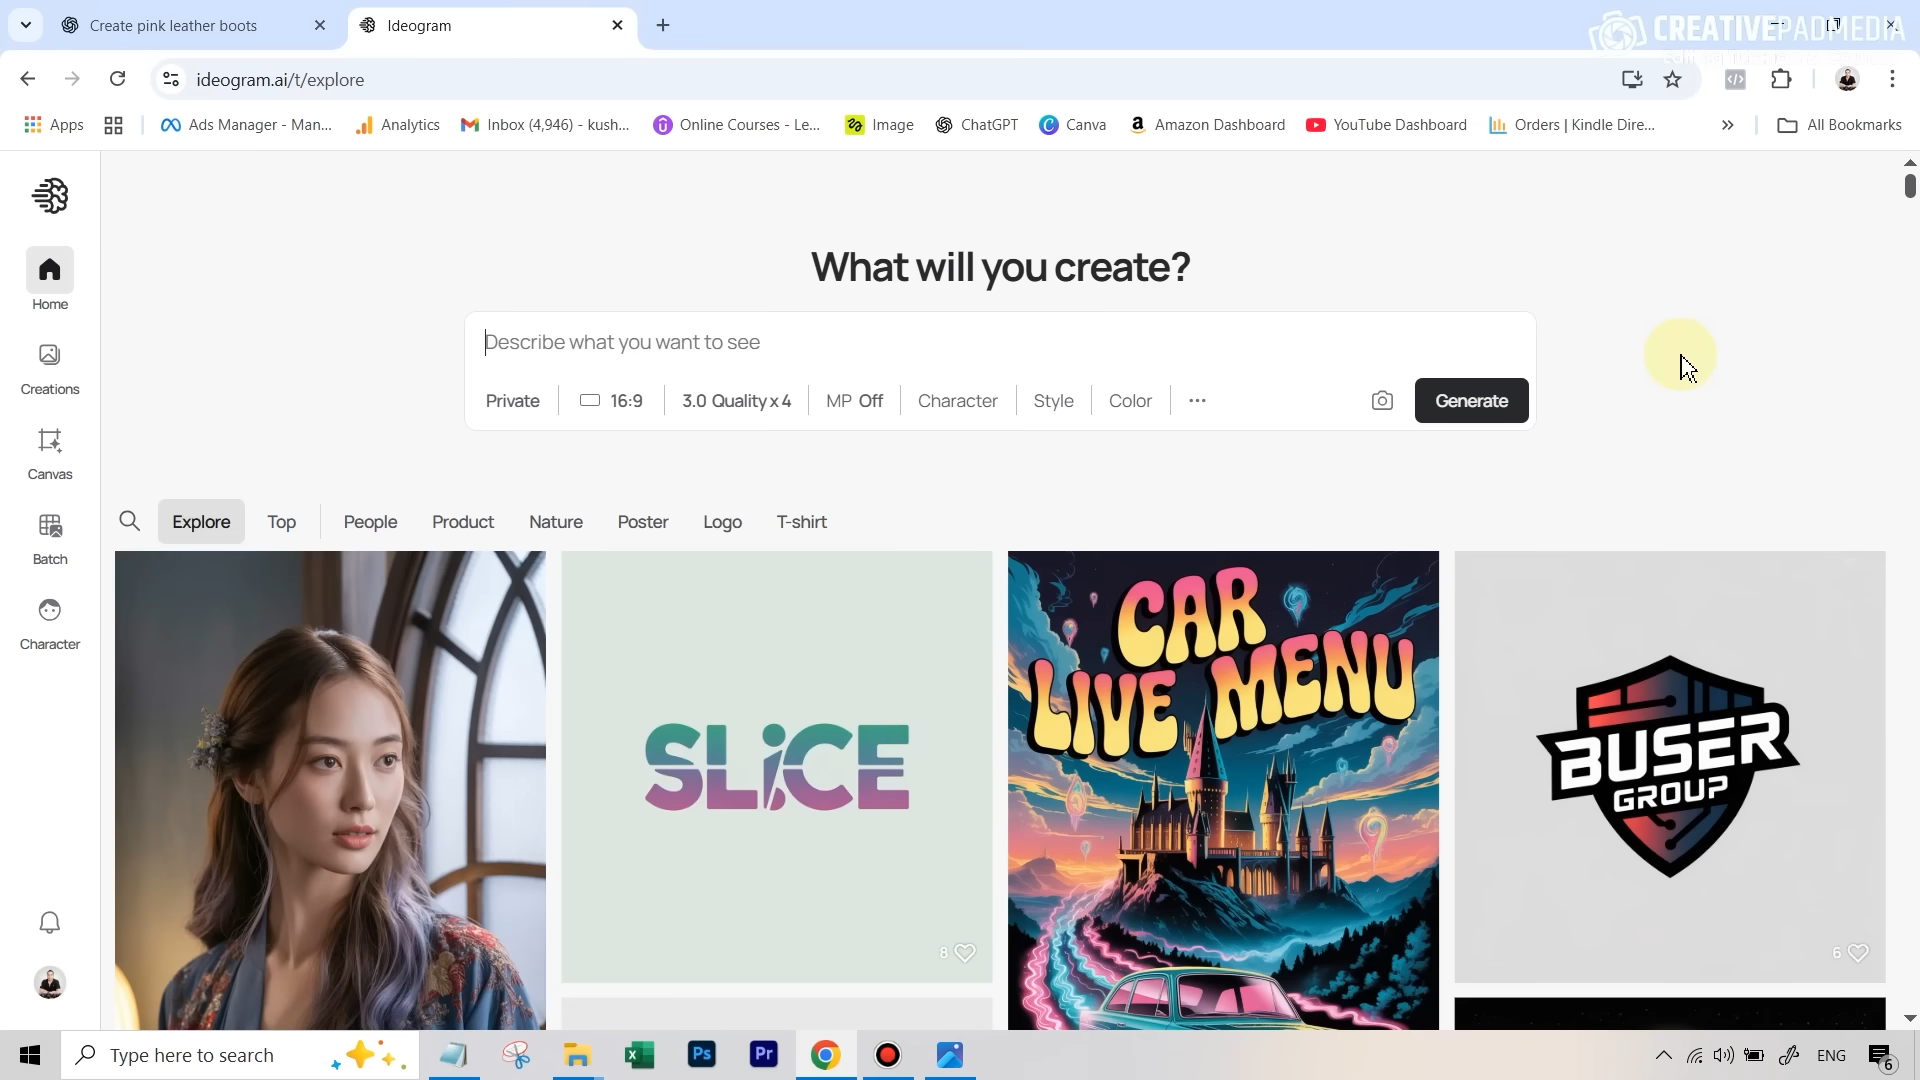 Create pink leather boots
Ideogram
CREATIVEPADMEDIA
ideogram.ai/t/explore
Apps
Ads Manager - Man...
Analytics
Inbox (4,946) - kush...
Online Courses - Le...
Image
ChatGPT
Canva
Amazon Dashboard
YouTube Dashboard
Orders | Kindle Dire...
All Bookmarks
What will you create?
Describe what you want to see
Private
16:9
3.0 Quality x 4
MP Off
Character
Style
Color
Generate
Home
Creations
Canvas
Batch
Character
Explore
Top
People
Product
Nature
Poster
Logo
T-shirt
SLiCE
8
CAR
LIVE MENU
BUSER
GROUP
6
Type here to search
Ps
Pr
ENG
6